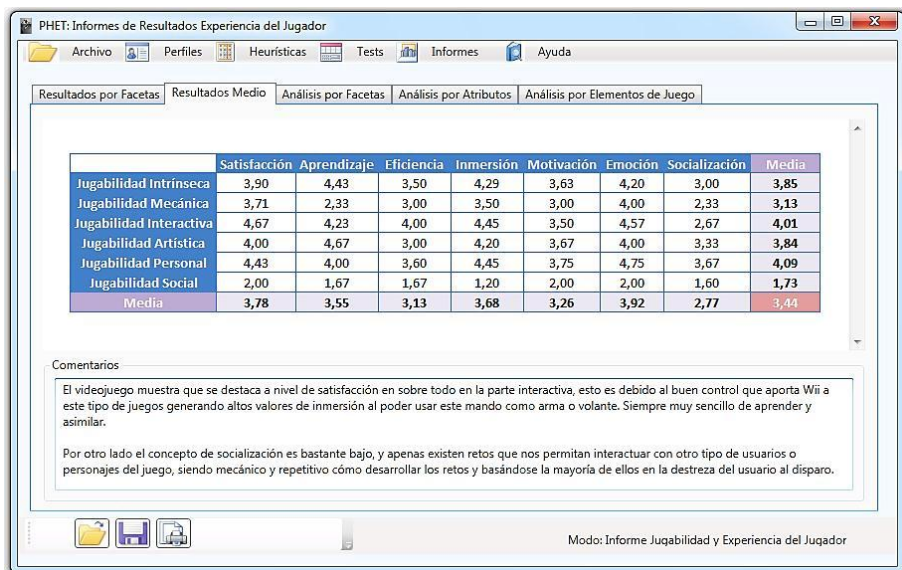 PHET: Informes de Resultados Experiencia del Jugador
Archivo Perfiles Heurísticas Tests Informes Ayuda
Resultados por Facetas Resultados Medio Análisis por Facetas Análisis por Atributos Análisis por Elementos de Juego
Satisfacción Aprendizaje Eficiencia Inmersión Motivación Emoción Socialización Media
Jugabilidad Intrínseca 3,90 4,43 3,50 4,29 3,63 4,20 3,00 3,85
Jugabilidad Mecánica 3,71 2,33 3,00 3,50 3,00 4,00 2,33 3,13
Jugabilidad Interactiva 4,67 4,23 4,00 4,45 3,50 4,57 2,67 4,01
Jugabilidad Artística 4,00 4,67 3,00 4,20 3,67 4,00 3,33 3,84
Jugabilidad Personal 4,43 4,00 3,60 4,45 3,75 4,75 3,67 4,09
Jugabilidad Social 2,00 1,67 1,67 1,20 2,00 2,00 1,60 1,73
Media 3,78 3,55 3,13 3,68 3,26 3,92 2,77 3,44
Comentarios
El videojuego muestra que se destaca a nivel de satisfacción en sobre todo en la parte interactiva, esto es debido al buen control que aporta Wii a
este tipo de juegos generando altos valores de inmersión al poder usar este mando como arma o volante. Siempre muy sencillo de aprender y
asimilar.
Por otro lado el concepto de socialización es bastante bajo, y apenas existen retos que nos permitan interactuar con otro tipo de usuarios o
personajes del juego, siendo mecánico y repetitivo cómo desarrollar los retos y basándose la mayoría de ellos en la destreza del usuario al disparo.
Modo: Informe Jugabilidad y Experiencia del Jugador